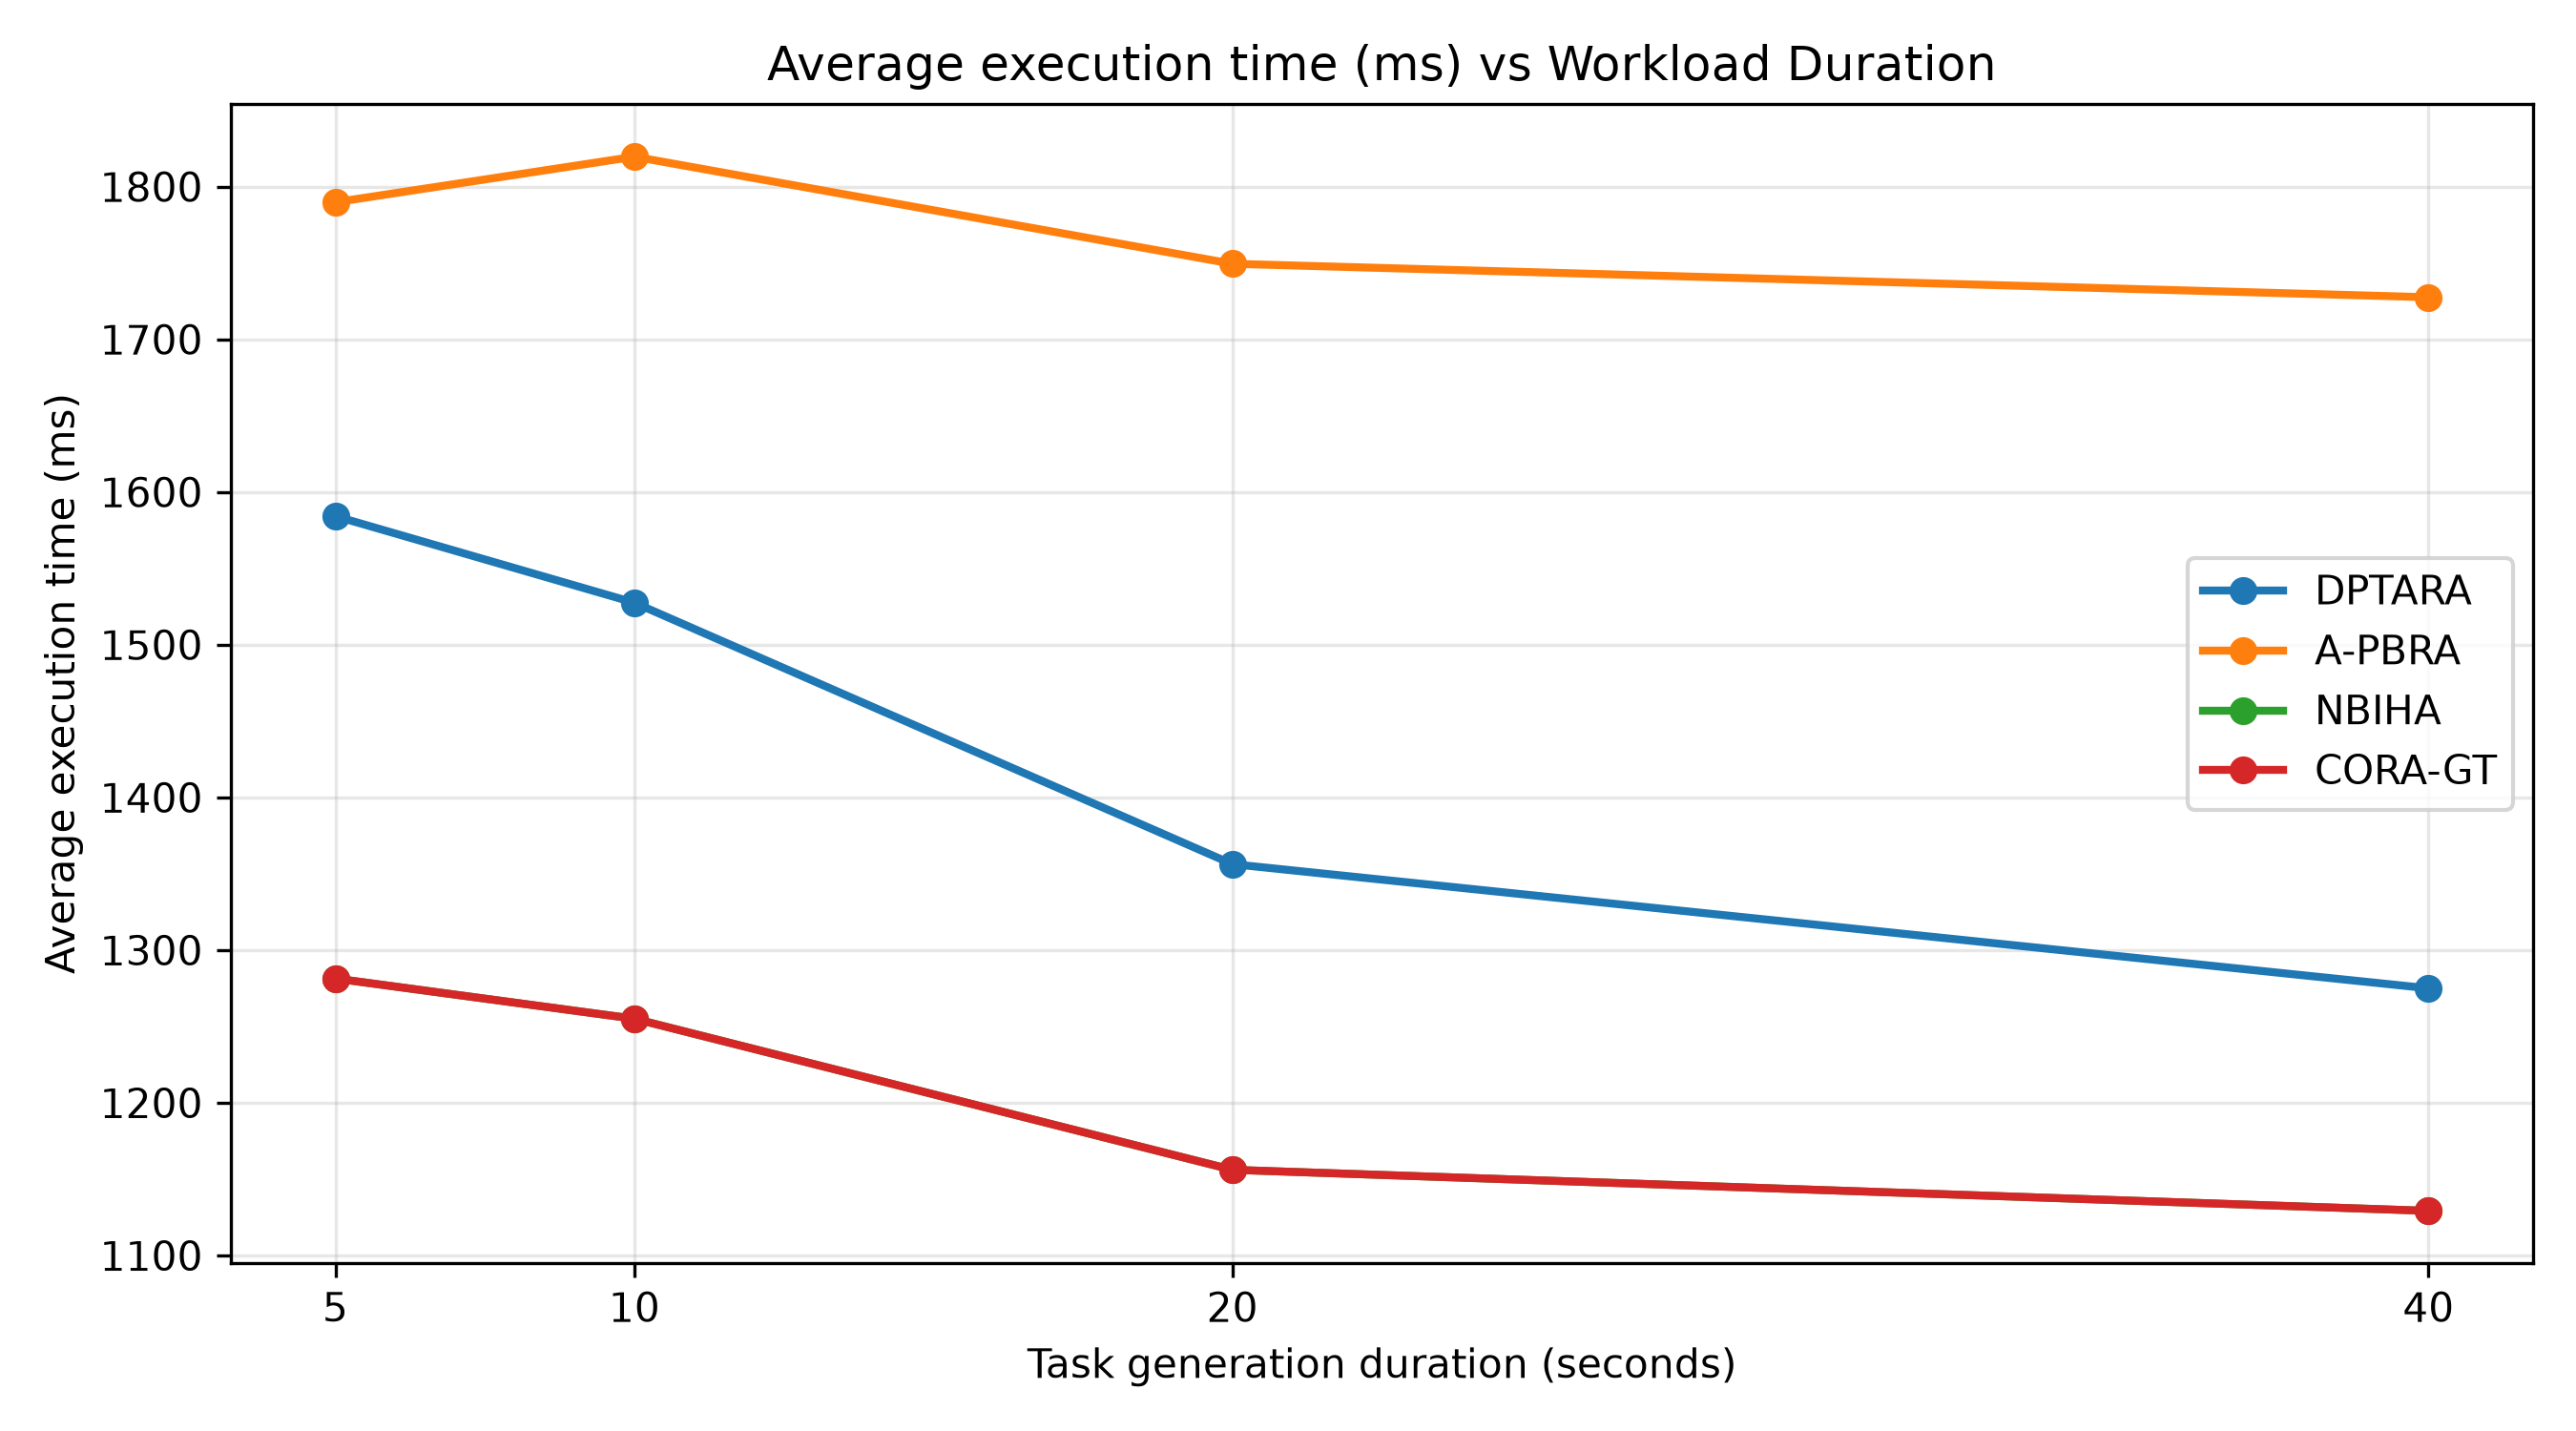 Average execution time (ms) vs Workload Duration
Average execution time (ms)
1800
1700
1600
1500
1400
1300
1200
1100
DPTARA
A-PBRA
NBIHA
CORA-GT
5 10 20 40
Task generation duration (seconds)